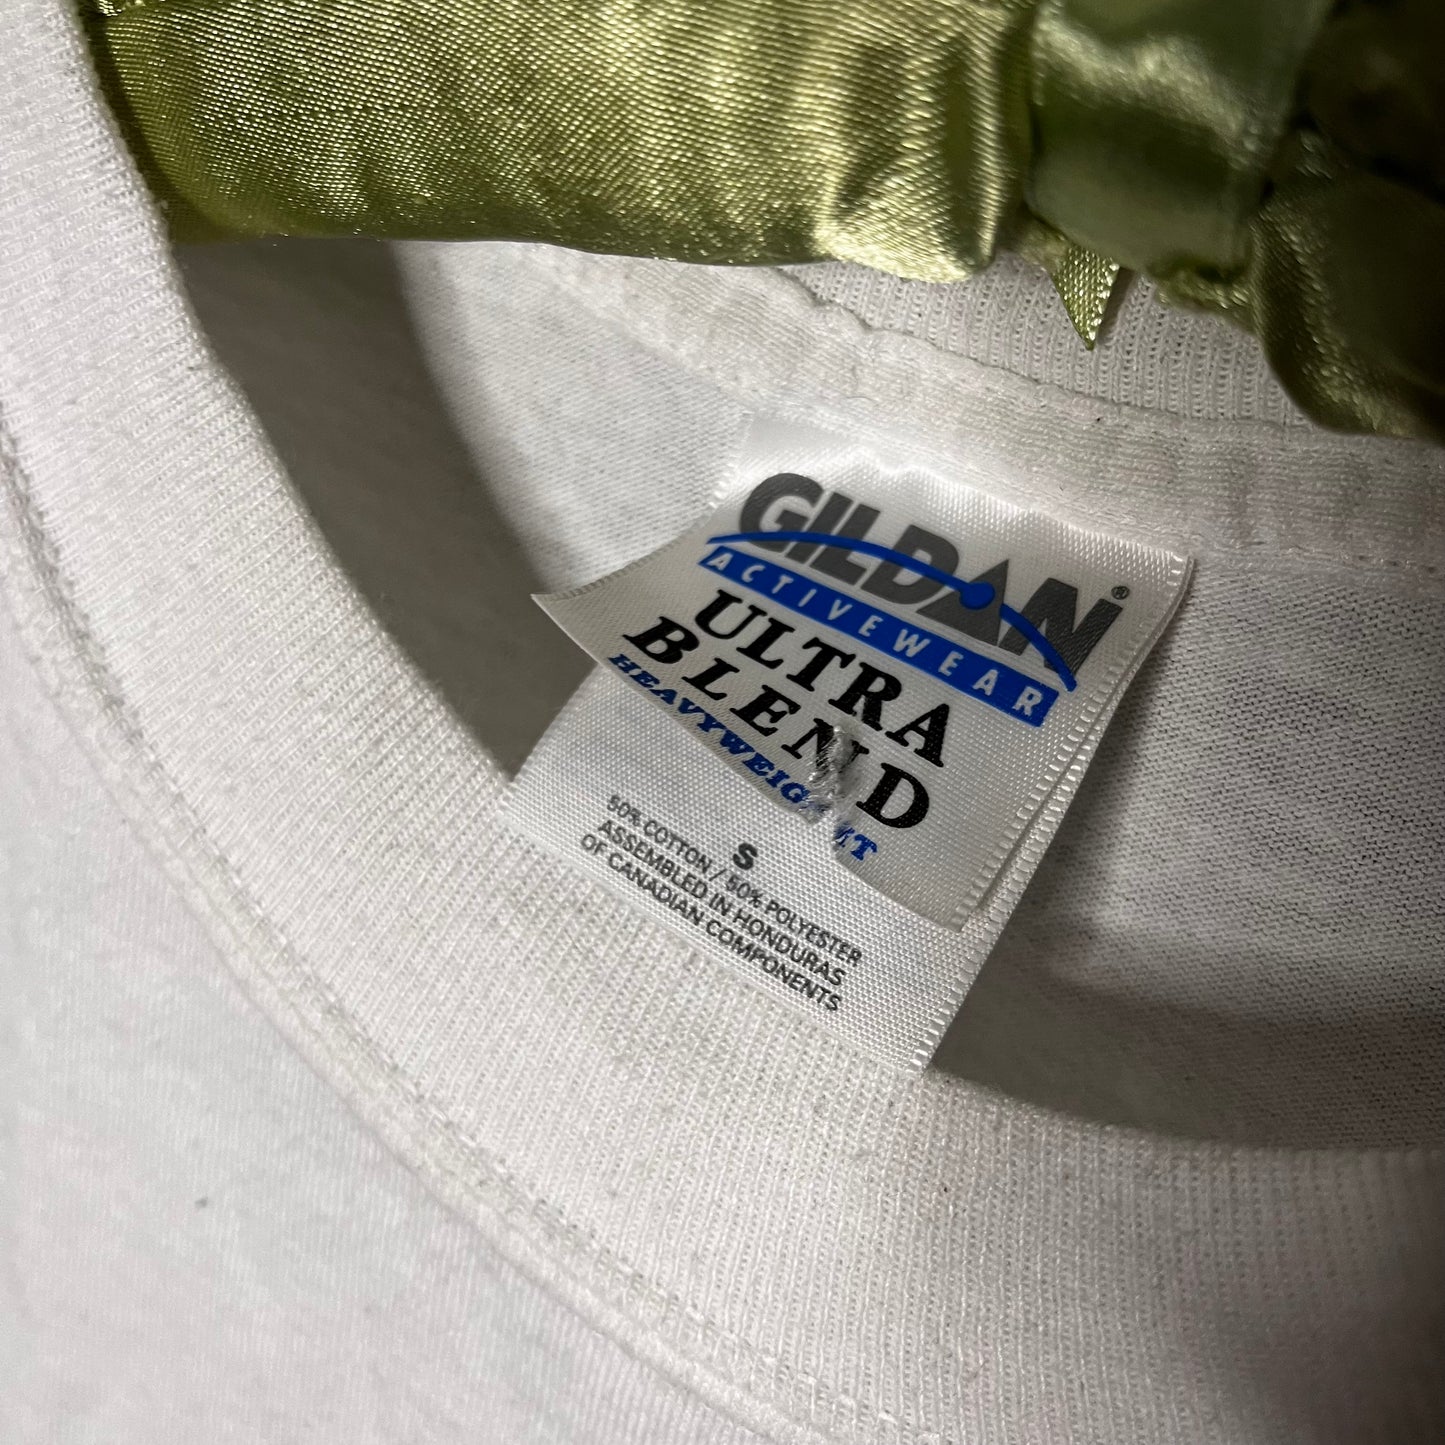 GILDAN®
ACTIVEWEAR
ULTRA
BLEND
HEAVYWEIGHT
S
50% COTTON / 50% POLYESTER
ASSEMBLED IN HONDURAS
OF CANADIAN COMPONENTS